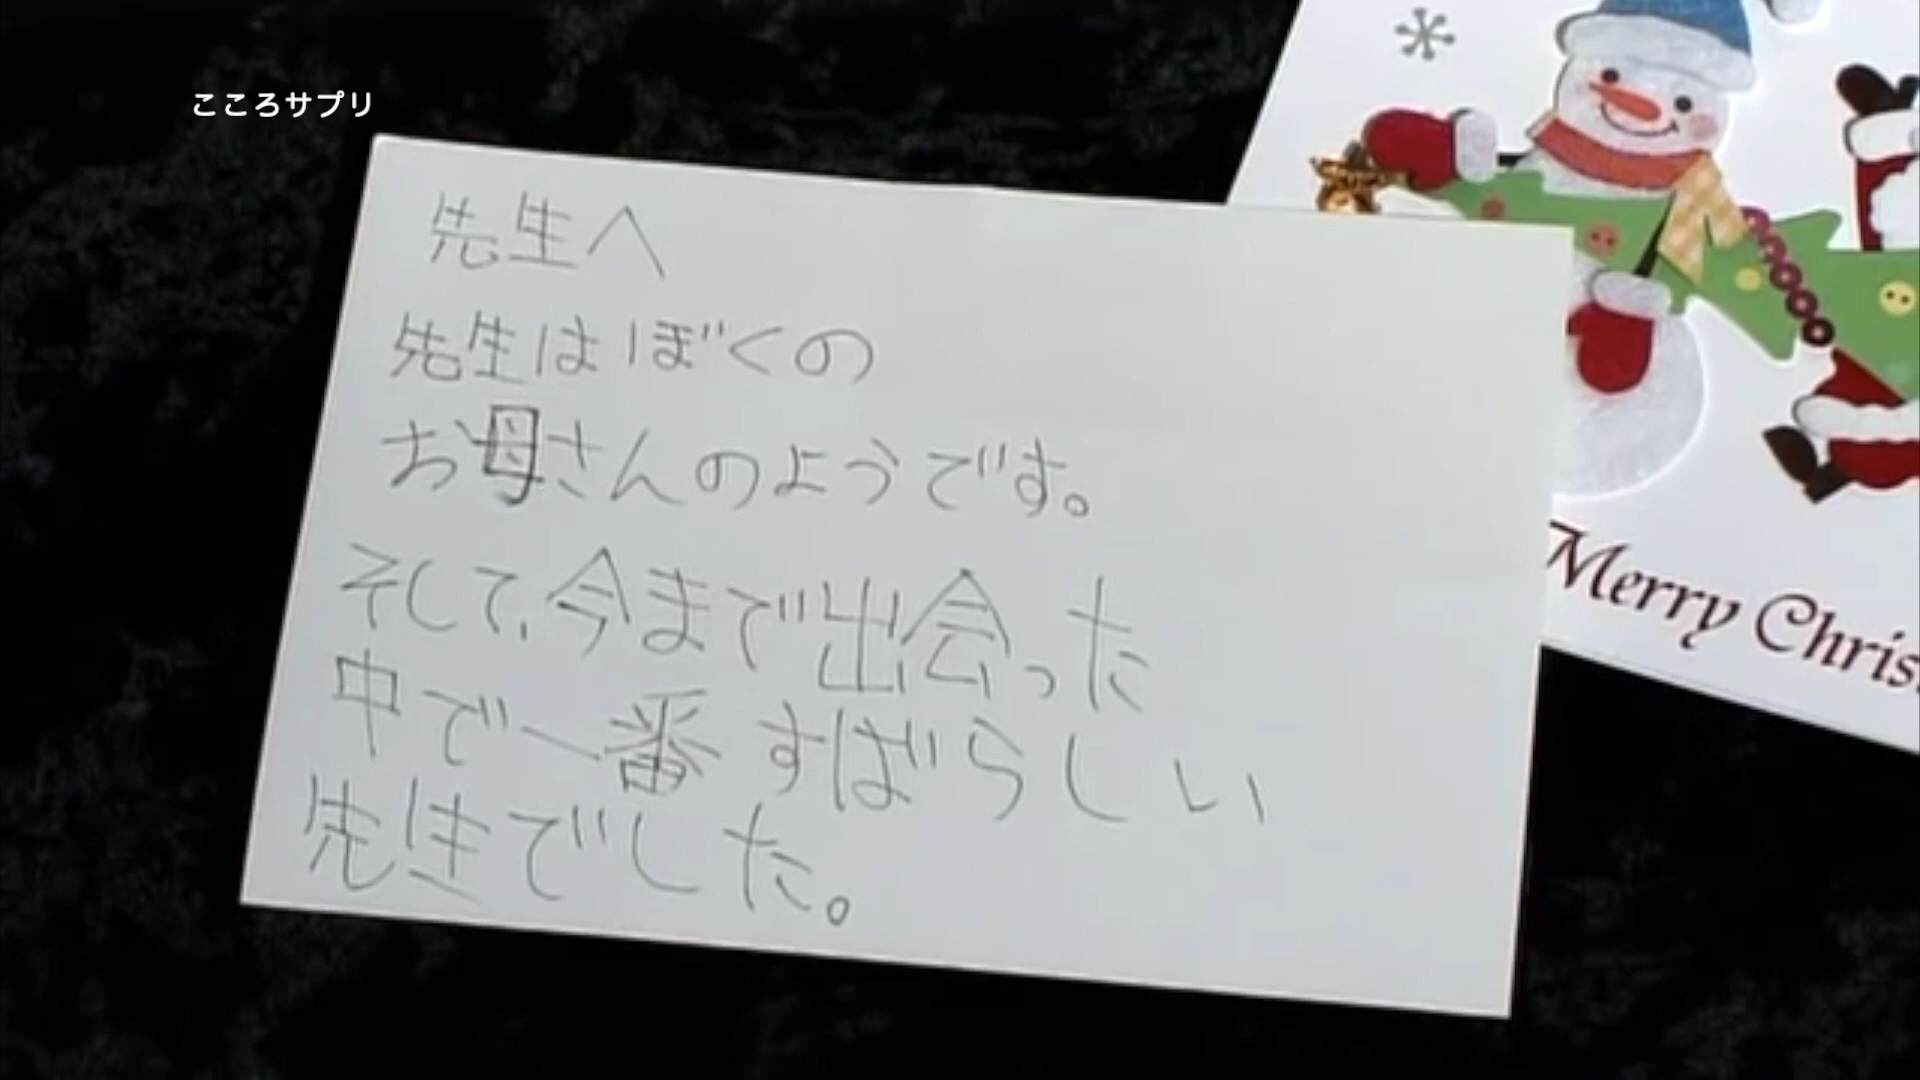 こころサプリ
先生へ
先生はぼくの
お母さんのようです。
そして、今まで出会った
中で一番すばらしい
先生でした。
Merry Chris